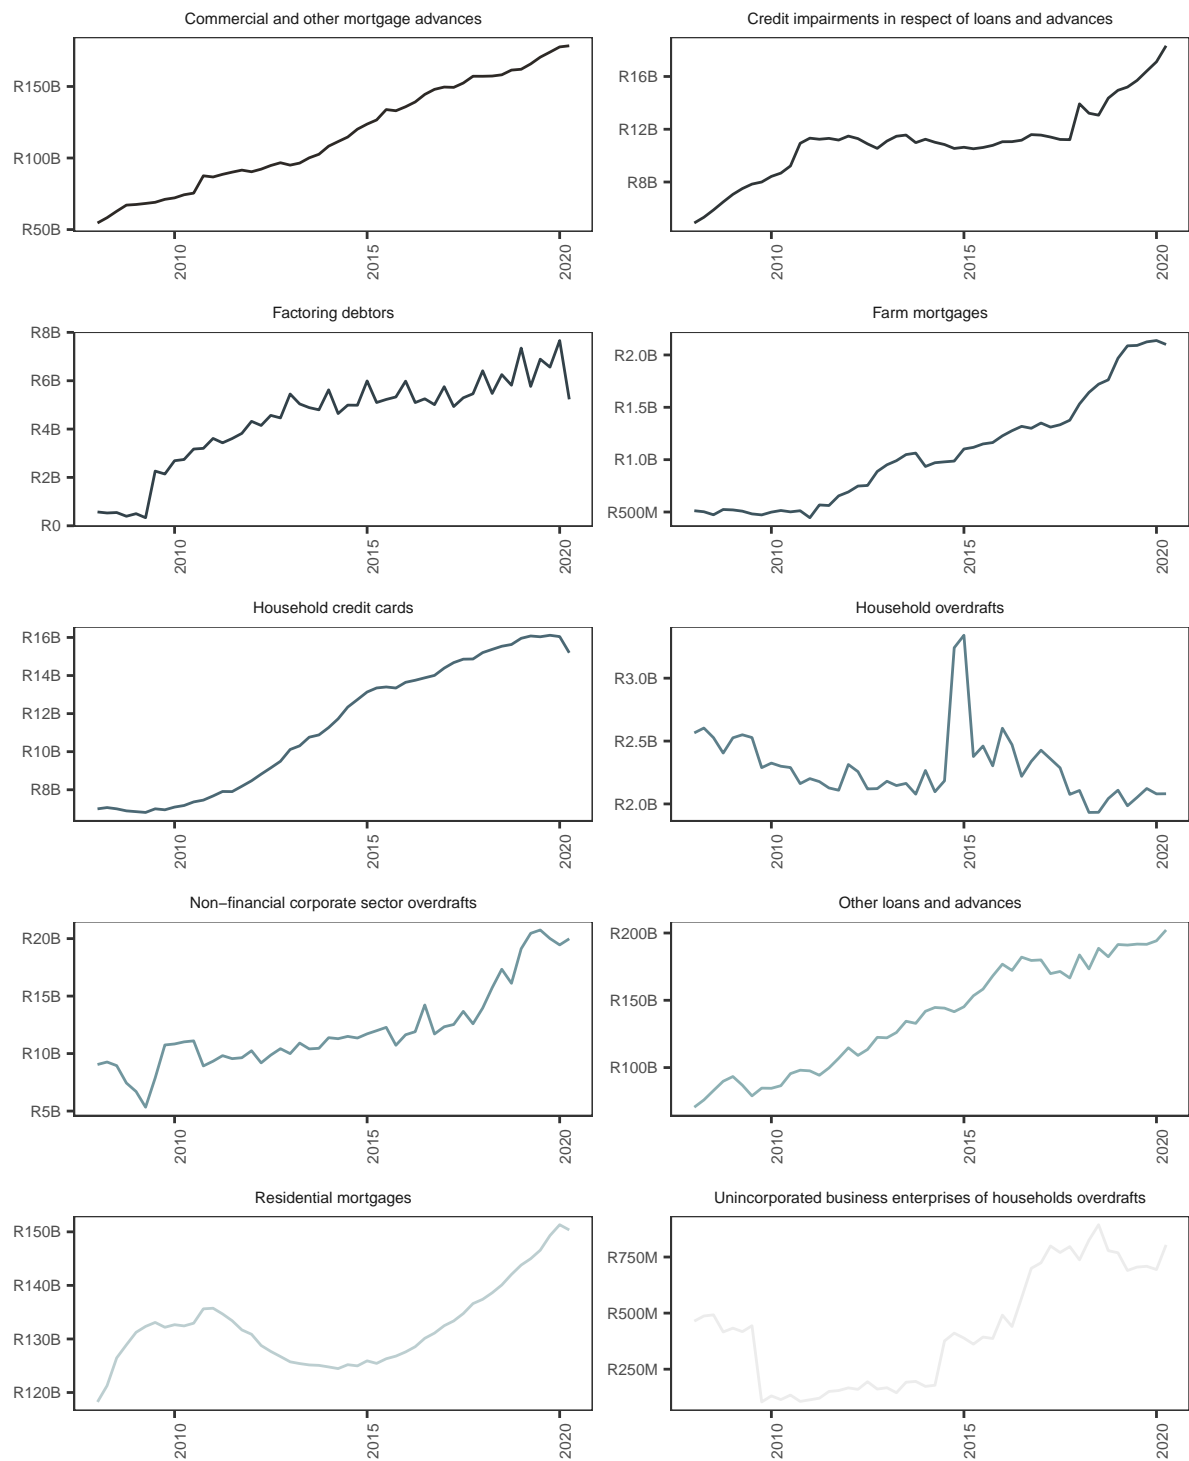 Commercial and other mortgage advances
R150B
R100B
R50B
2010
2015
2020
Credit impairments in respect of loans and advances
R16B
R12B
R8B
2010
2015
2020
Factoring debtors
R8B
R6B
R4B
R2B
R0
2010
2015
2020
Farm mortgages
R2.0B
R1.5B
R1.0B
R500M
2010
2015
2020
Household credit cards
R16B
R14B
R12B
R10B
R8B
2010
2015
2020
Household overdrafts
R3.0B
R2.5B
R2.0B
2010
2015
2020
Non−financial corporate sector overdrafts
R20B
R15B
R10B
R5B
2010
2015
2020
Other loans and advances
R200B
R150B
R100B
2010
2015
2020
Residential mortgages
R150B
R140B
R130B
R120B
2010
2015
2020
Unincorporated business enterprises of households overdrafts
R750M
R500M
R250M
2010
2015
2020